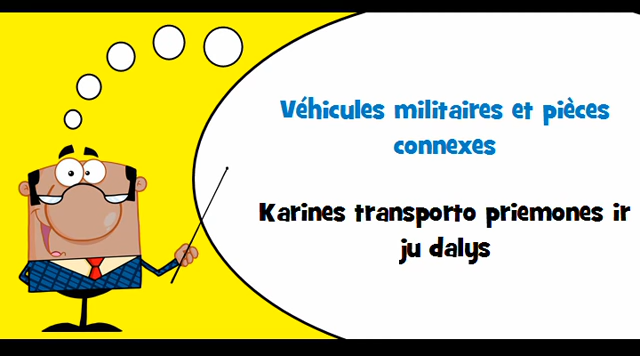 Véhicules militaires et pièces
connexes
Karines transporto priemones ir
ju dalys